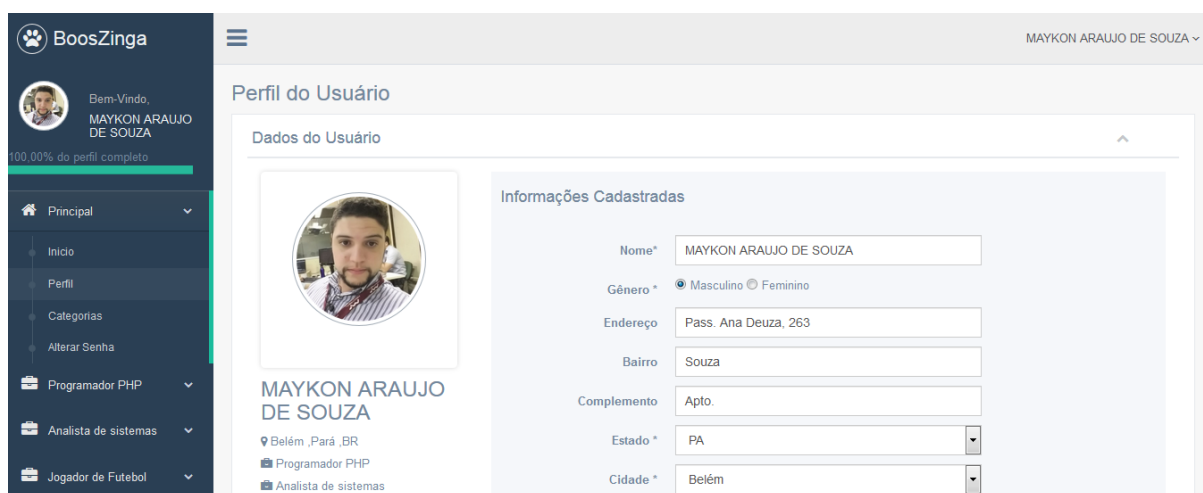 BoosZinga
MAYKON ARAUJO DE SOUZA
Bem-Vindo,
MAYKON ARAUJO
DE SOUZA
100,00% do perfil completo
Principal
Inicio
Perfil
Categorias
Alterar Senha
Programador PHP
Analista de sistemas
Jogador de Futebol
Perfil do Usuário
Dados do Usuário
MAYKON ARAUJO
DE SOUZA
Belém ,Pará ,BR
Programador PHP
Analista de sistemas
Informações Cadastradas
Nome* MAYKON ARAUJO DE SOUZA
Gênero * Masculino Feminino
Endereço Pass. Ana Deuza, 263
Bairro Souza
Complemento Apto.
Estado * PA
Cidade * Belém